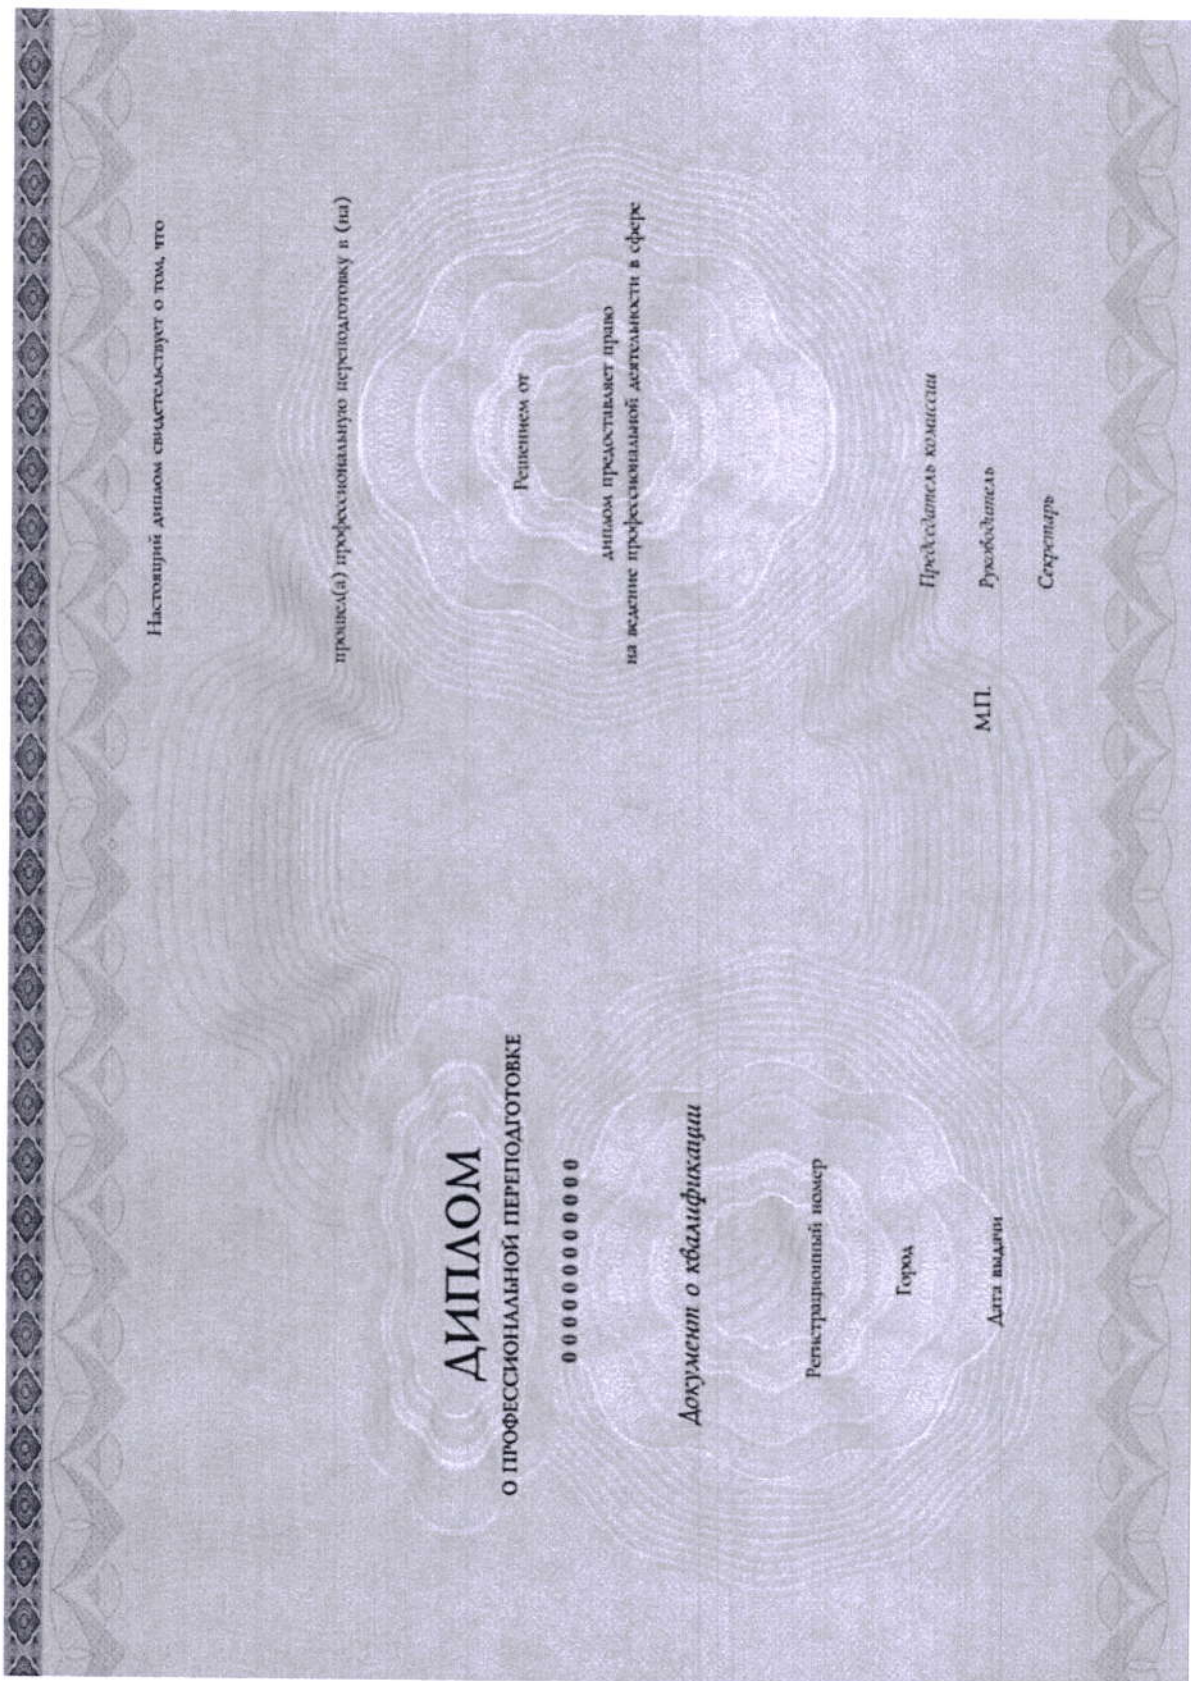 ДИПЛОМ
О ПРОФЕССИОНАЛЬНОЙ ПЕРЕПОДГОТОВКЕ
000000000000
Документ о квалификации
Регистрационный номер
Город
Дата выдачи
Настоящий диплом свидетельствует о том, что
прошел(а) профессиональную переподготовку в (на)
Решением от
диплом предоставляет право
на ведение профессиональной деятельности в сфере
Председатель комиссии
Руководитель
М.П.
Секретарь